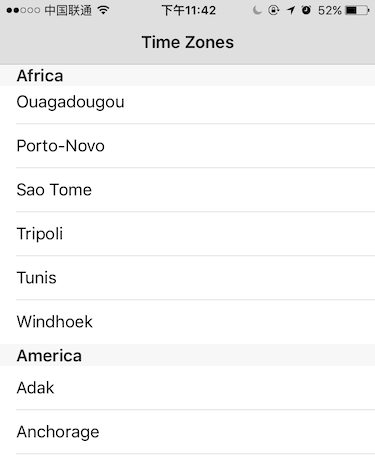 中国联通 下午11:42 52%
Time Zones
Africa
Ouagadougou
Porto-Novo
Sao Tome
Tripoli
Tunis
Windhoek
America
Adak
Anchorage